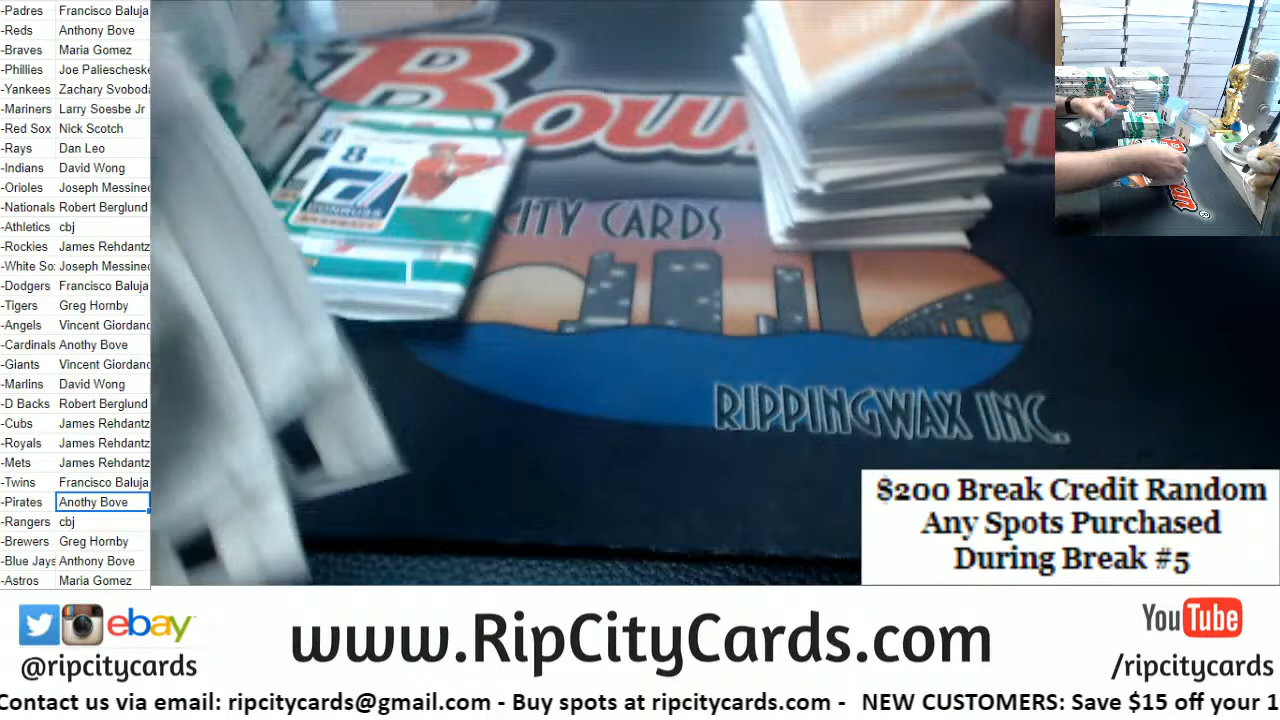 -Padres Francisco Baluja
-Reds Anthony Bove
-Braves Maria Gomez
-Phillies Joe Paliescheske
-Yankees Zachary Svoboda
-Mariners Larry Soesbe Jr
-Red Sox Nick Scotch
-Rays Dan Leo
-Indians David Wong
-Orioles Joseph Messinec
-Nationals Robert Berglund
-Athletics cbj
-Rockies James Rehdantz
-White So: Joseph Messinec
-Dodgers Francisco Baluja
-Tigers Greg Hornby
-Angels Vincent Giordano
-Cardinals Anothy Bove
-Giants Vincent Giordano
-Marlins David Wong
-D Backs Robert Berglund
-Cubs James Rehdantz
-Royals James Rehdantz
-Mets James Rehdantz
-Twins Francisco Baluja
-Pirates Anothy Bove
-Rangers cbj
-Brewers Greg Hornby
-Blue Jays Anthony Bove
-Astros Maria Gomez
Bow
8
DONRUSS
BASEBALL
CITY CARDS
RIPPINGWAX INC.
$200 Break Credit Random
Any Spots Purchased
During Break #5
ebay
@ripcitycards
www.RipCityCards.com
YouTube
/ripcitycards
Contact us via email: ripcitycards@gmail.com - Buy spots at ripcitycards.com - NEW CUSTOMERS: Save $15 off your 1